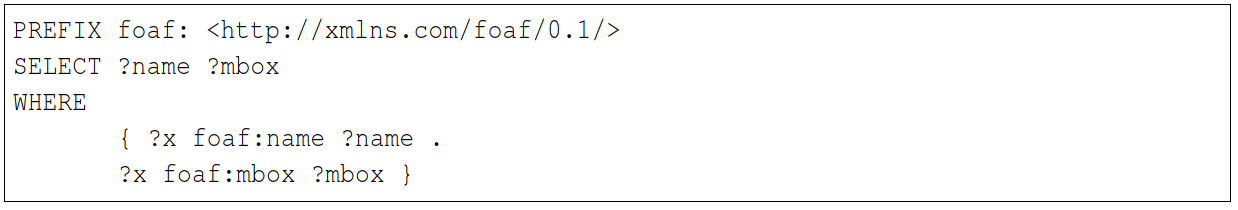 PREFIX foaf: <http://xmlns.com/foaf/0.1/>
SELECT ?name ?mbox
WHERE
{ ?x foaf:name ?name .
?x foaf:mbox ?mbox }